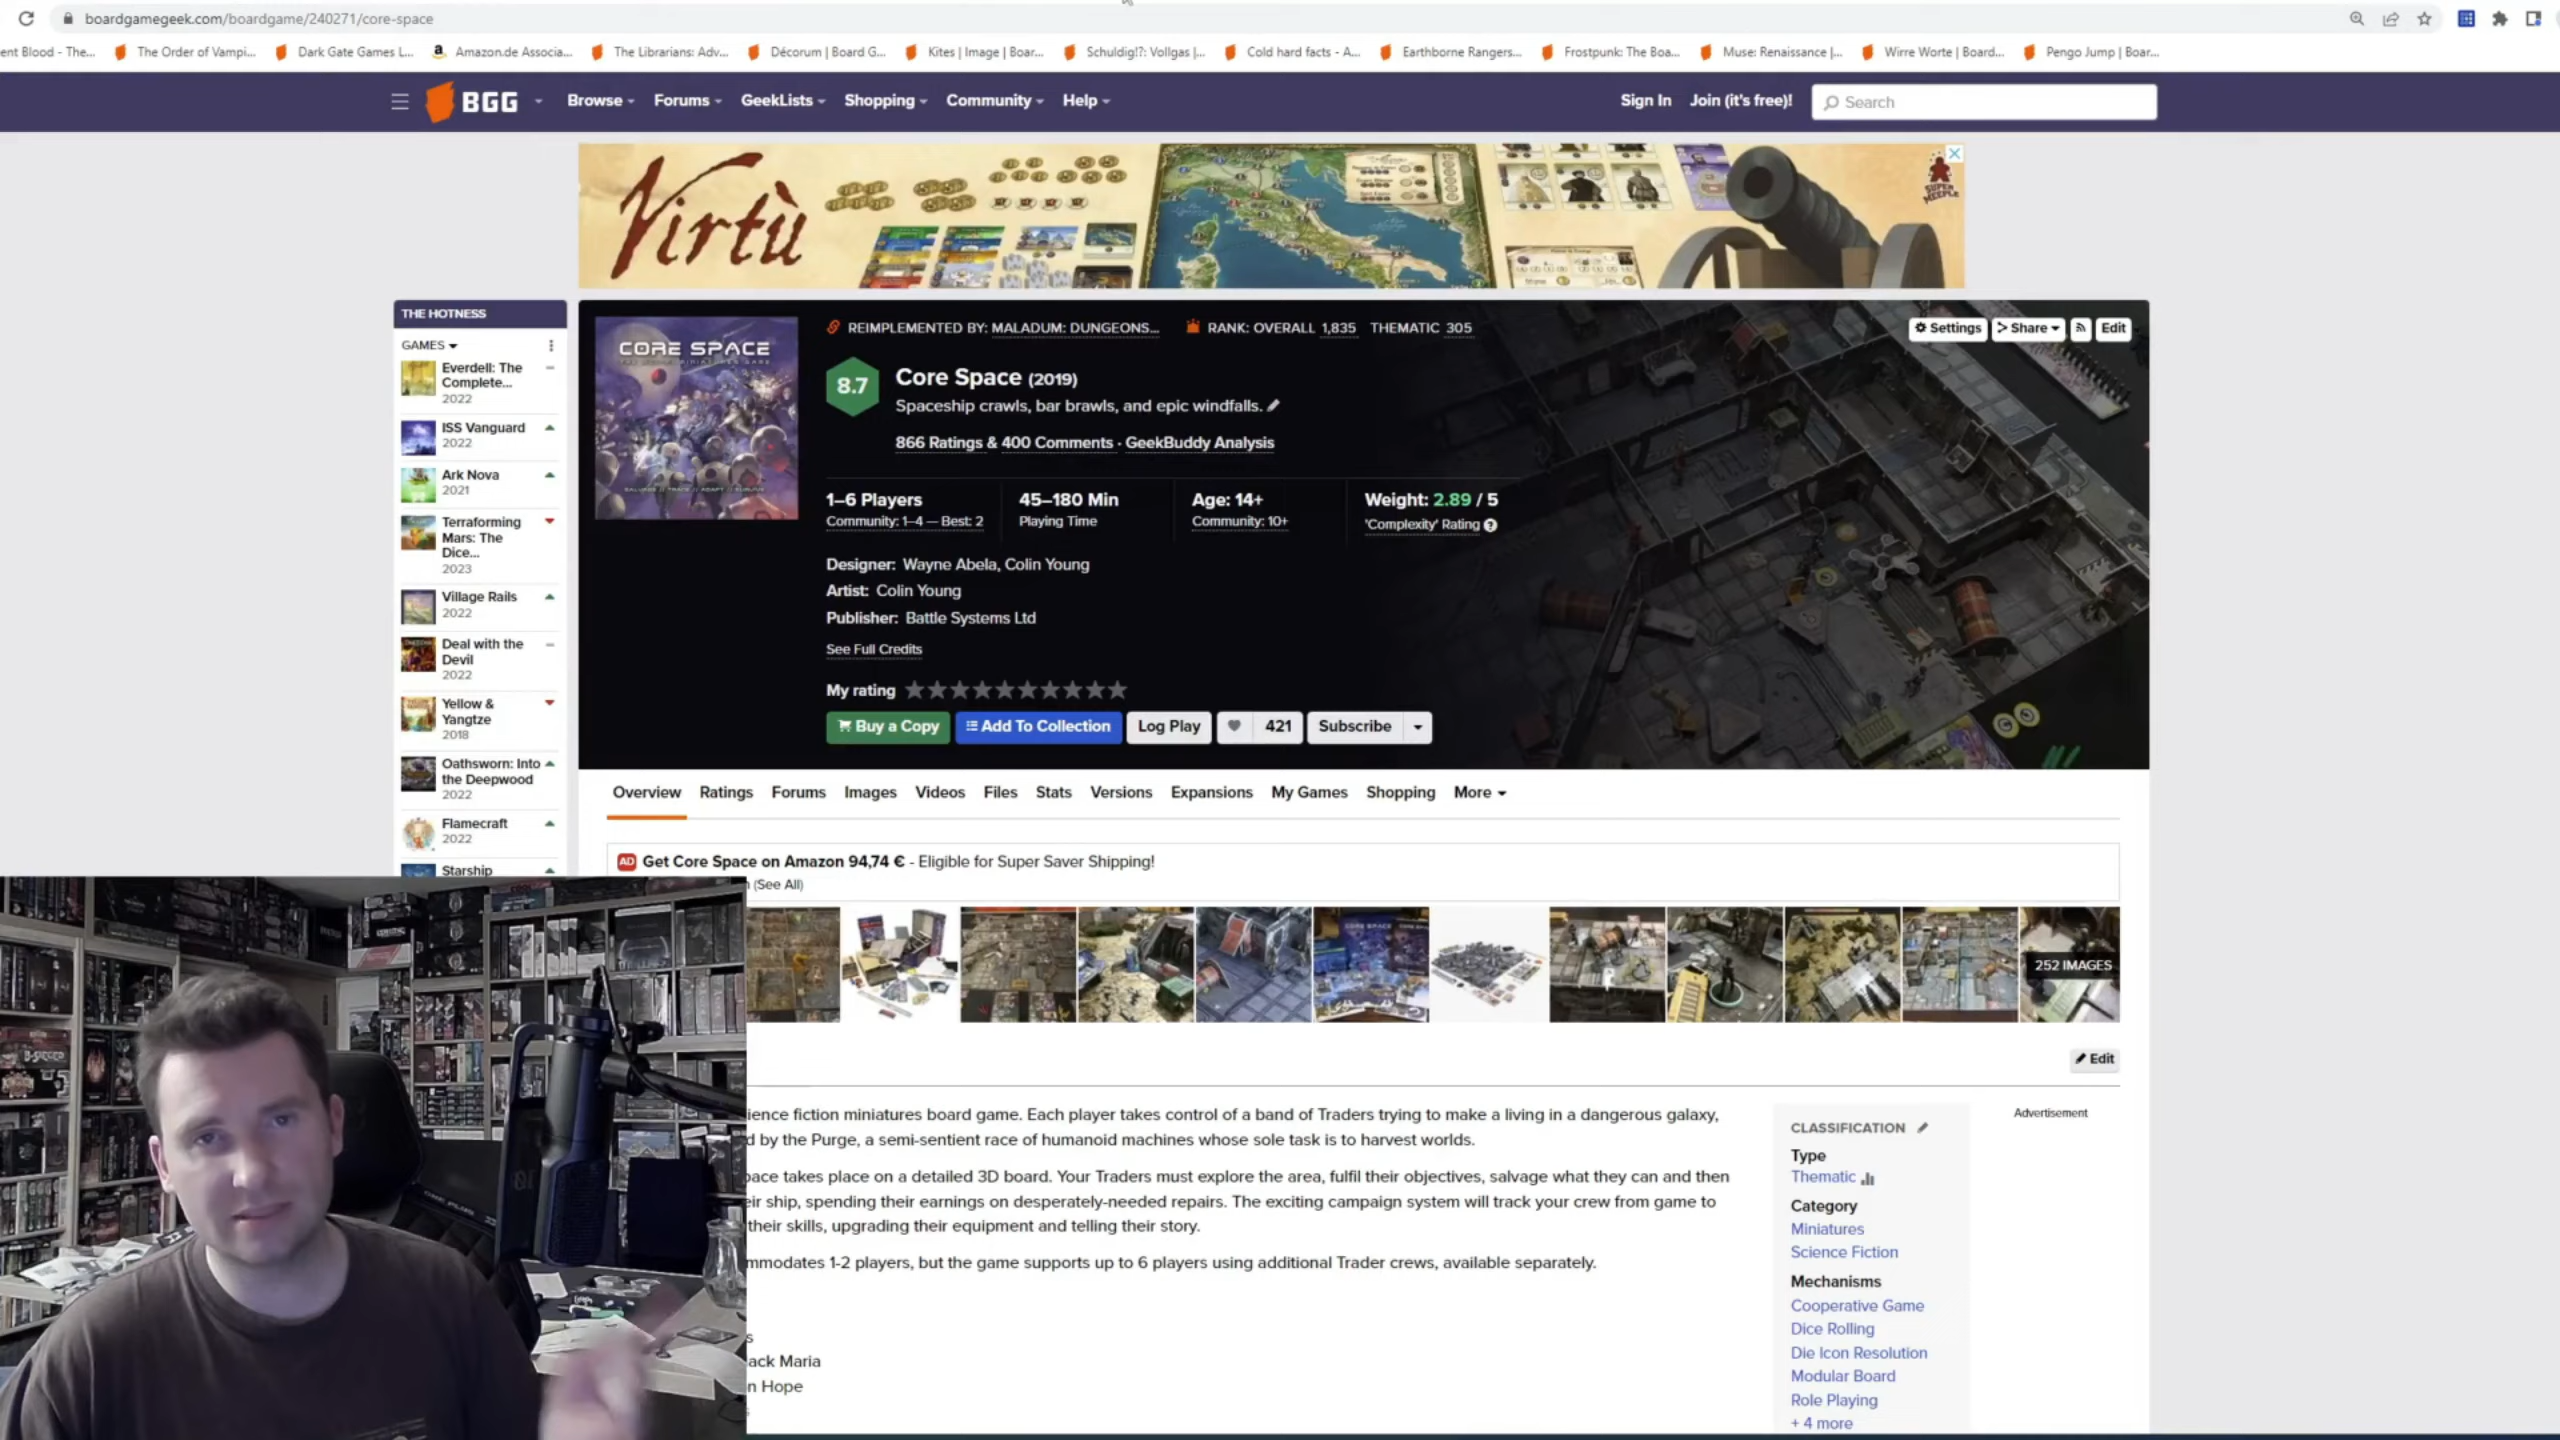 boardgamegeek.com/boardgame/240271/core-space
ent Blood - The... The Order of Vampi... Dark Gate Games L... Amazon.de Associa... The Librarians: Adv... Décorum | Board G... Kites | Image | Boar... Schuldig!?: Vollgas |... Cold hard facts - A... Earthborne Rangers... Frostpunk: The Boa... Muse: Renaissance |... Wirre Worte | Board... Pengo Jump | Boar...
BGG Browse Forums GeekLists Shopping Community Help Sign In Join (it's free)! Search
Virtù
SUPER MEEPLE
THE HOTNESS
GAMES
Everdell: The
Complete...
2022
ISS Vanguard
2022
Ark Nova
2021
Terraforming
Mars: The
Dice...
2023
Village Rails
2022
Deal with the
Devil
2022
Yellow &
Yangtze
2018
Oathsworn: Into
the Deepwood
2022
Flamecraft
2022
Starship
CORE SPACE
REIMPLEMENTED BY: MALADUM: DUNGEONS... RANK: OVERALL 1,835 THEMATIC 305
Settings Share Edit
8.7
Core Space (2019)
Spaceship crawls, bar brawls, and epic windfalls.
866 Ratings & 400 Comments · GeekBuddy Analysis
1–6 Players 45–180 Min Age: 14+ Weight: 2.89 / 5
Community: 1–4 — Best: 2 Playing Time Community: 10+ 'Complexity' Rating
Designer: Wayne Abela, Colin Young
Artist: Colin Young
Publisher: Battle Systems Ltd
See Full Credits
My rating
Buy a Copy Add To Collection Log Play 421 Subscribe
Overview Ratings Forums Images Videos Files Stats Versions Expansions My Games Shopping More
AD Get Core Space on Amazon 94,74 € - Eligible for Super Saver Shipping!
(See All)
CORE SPACE
252 IMAGES
Edit
ience fiction miniatures board game. Each player takes control of a band of Traders trying to make a living in a dangerous galaxy,
d by the Purge, a semi-sentient race of humanoid machines whose sole task is to harvest worlds.
pace takes place on a detailed 3D board. Your Traders must explore the area, fulfil their objectives, salvage what they can and then
eir ship, spending their earnings on desperately-needed repairs. The exciting campaign system will track your crew from game to
their skills, upgrading their equipment and telling their story.
mmodates 1-2 players, but the game supports up to 6 players using additional Trader crews, available separately.
s
ack Maria
n Hope
CLASSIFICATION
Type
Thematic
Category
Miniatures
Science Fiction
Mechanisms
Cooperative Game
Dice Rolling
Die Icon Resolution
Modular Board
Role Playing
+ 4 more
Advertisement